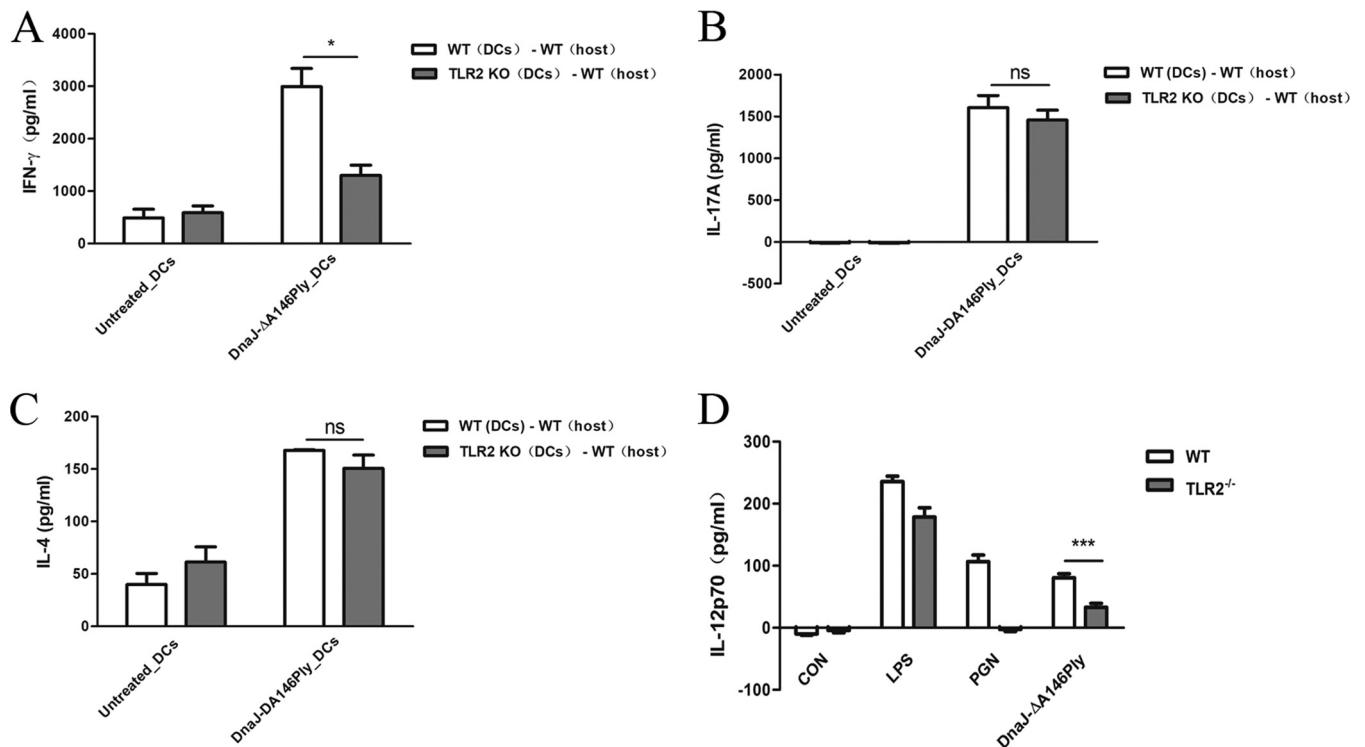 A
IFN-γ （pg/ml）
4000
3000
2000
1000
0
*
WT（DCs） - WT（host）
TLR2 KO（DCs） - WT（host）
Untreated_DCs
DnaJ-ΔA146Ply_DCs
B
IL-17A (pg/ml)
2000
1500
1000
500
0
-500
ns
WT (DCs) - WT（host）
TLR2 KO（DCs） - WT（host）
Untreated_DCs
DnaJ-DA146Ply_DCs
C
IL-4 (pg/ml)
200
150
100
50
0
ns
WT (DCs) - WT（host）
TLR2 KO（DCs） - WT（host）
Untreated_DCs
DnaJ-DA146Ply_DCs
D
IL-12p70（pg/ml）
300
200
100
0
-100
***
WT
TLR2-/-
CON
LPS
PGN
DnaJ-ΔA146Ply